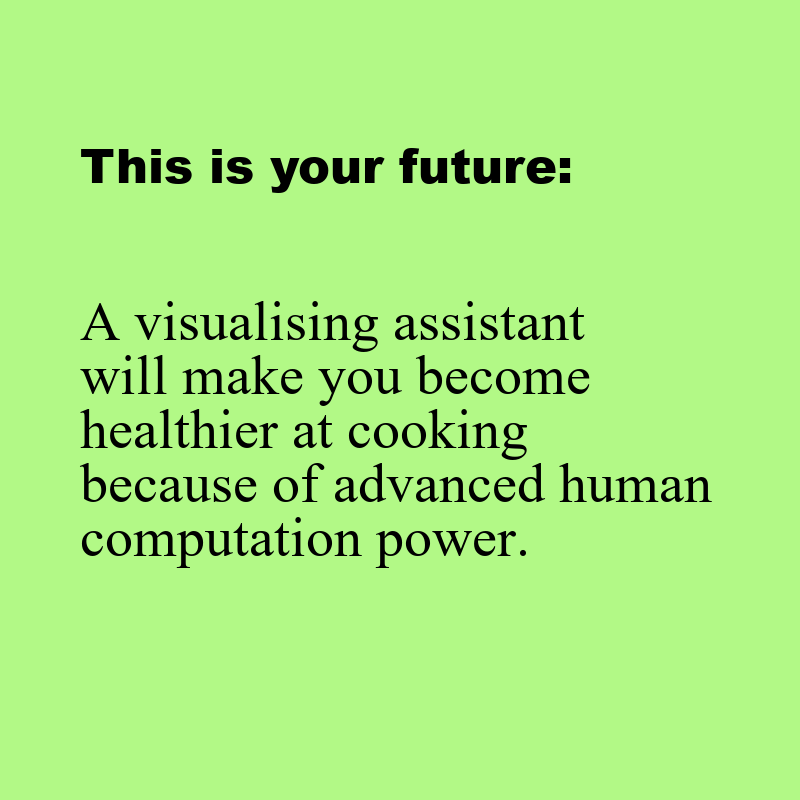 This is your future:
A visualising assistant
will make you become
healthier at cooking
because of advanced human
computation power.